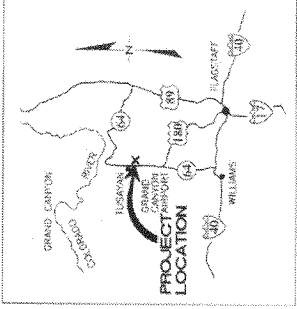 GRAND CANYON
COLORADO
RIVER
64
TUSAYAN
GRAND
CANYON
AIRPORT
PROJECT
LOCATION
N
89
180
64
FLAGSTAFF
40
WILLIAMS
40
17